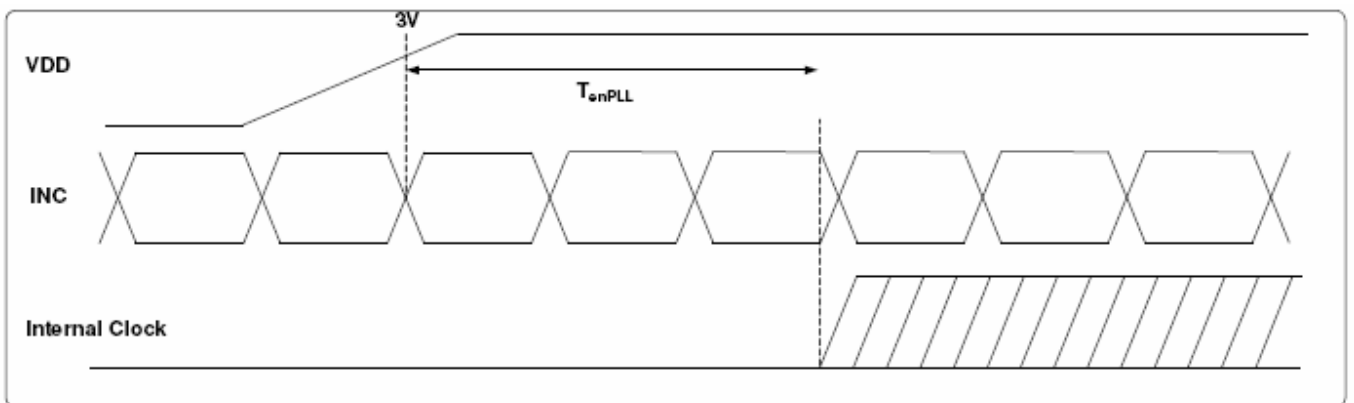 3V
VDD
TenPLL
INC
Internal Clock